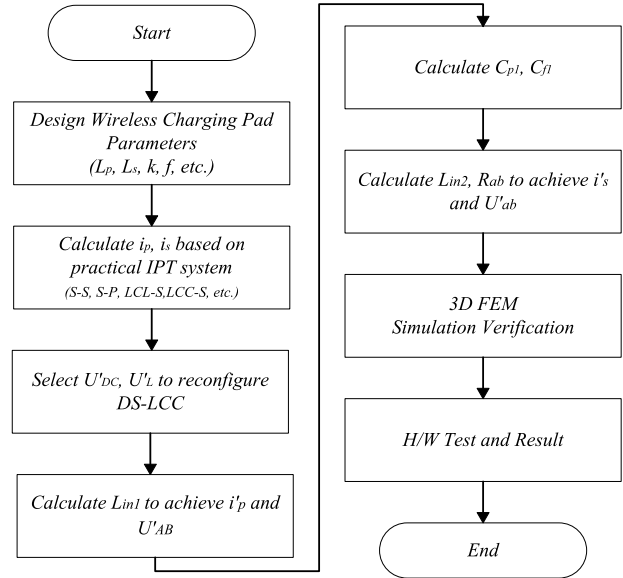 Start
Design Wireless Charging Pad
Parameters
(Lp, Ls, k, f, etc.)
Calculate ip, is based on
practical IPT system
(S-S, S-P, LCL-S,LCC-S, etc.)
Select U'DC, U'L to reconfigure
DS-LCC
Calculate Lin1 to achieve i'p and
U'AB
Calculate Cp1, Cf1
Calculate Lin2, Rab to achieve i's
and U'ab
3D FEM
Simulation Verification
H/W Test and Result
End